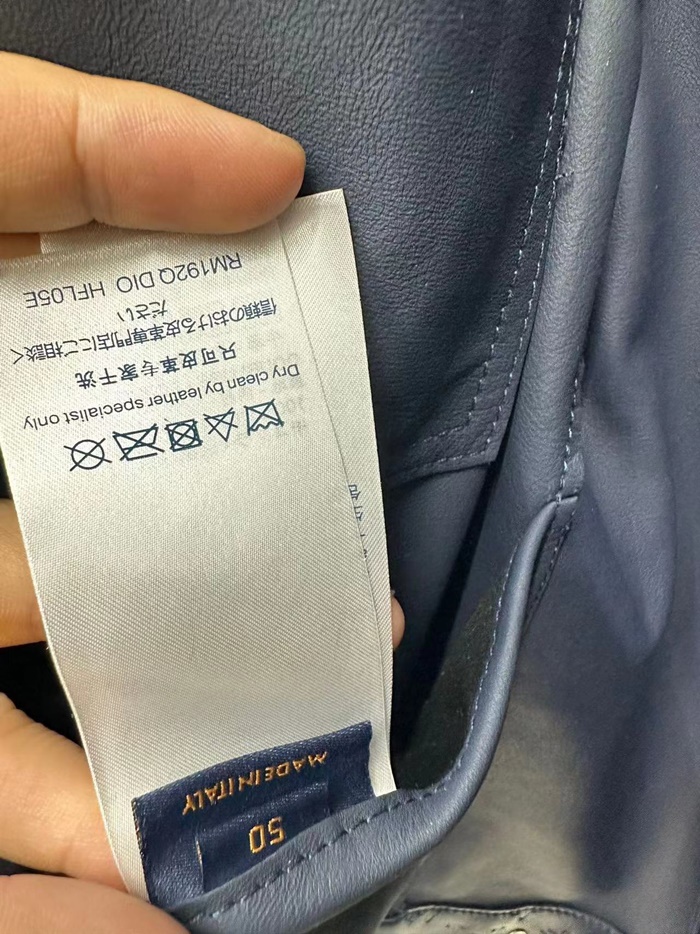 50
MADE IN ITALY
Dry clean by leather specialist only
只可皮革专家干洗
信頼のおける皮革専門店にご相談く
ださい
RM192Q DIO HFL05E